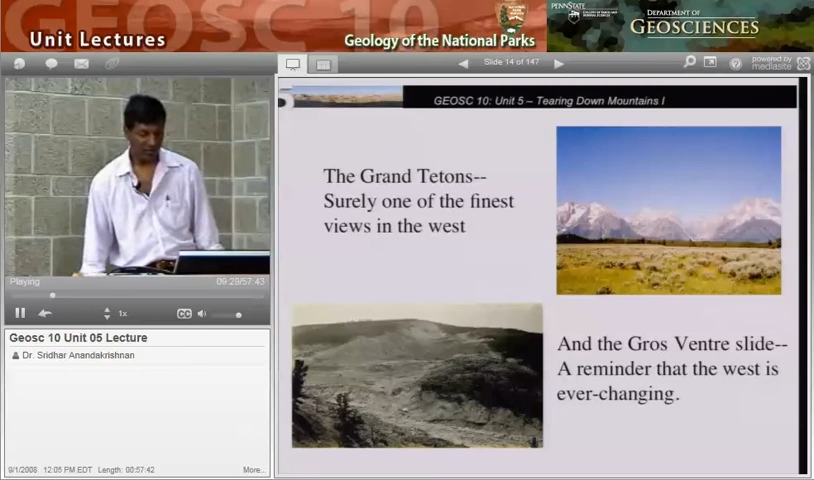 GEOSC 10
Unit Lectures
Geology of the National Parks
PENNSTATE
DEPARTMENT OF
GEOSCIENCES
Slide 14 of 147
powered by
mediasite
GEOSC 10: Unit 5 – Tearing Down Mountains I
The Grand Tetons--
Surely one of the finest
views in the west
And the Gros Ventre slide--
A reminder that the west is
ever-changing.
Playing
09:29/57:43
1x
CC
Geosc 10 Unit 05 Lecture
Dr. Sridhar Anandakrishnan
9/1/2008 12:05 PM EDT Length: 00:57:42
More...